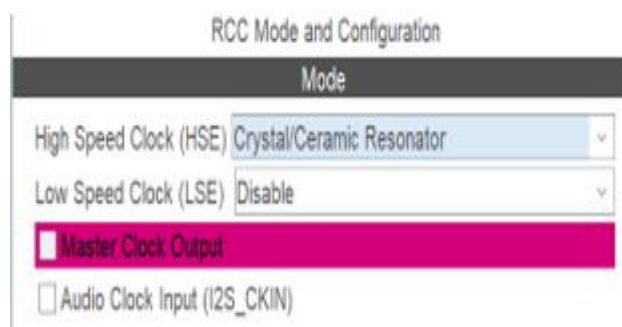 RCC Mode and Configuration
Mode
High Speed Clock (HSE) Crystal/Ceramic Resonator
Low Speed Clock (LSE) Disable
Master Clock Output
Audio Clock Input (I2S_CKIN)